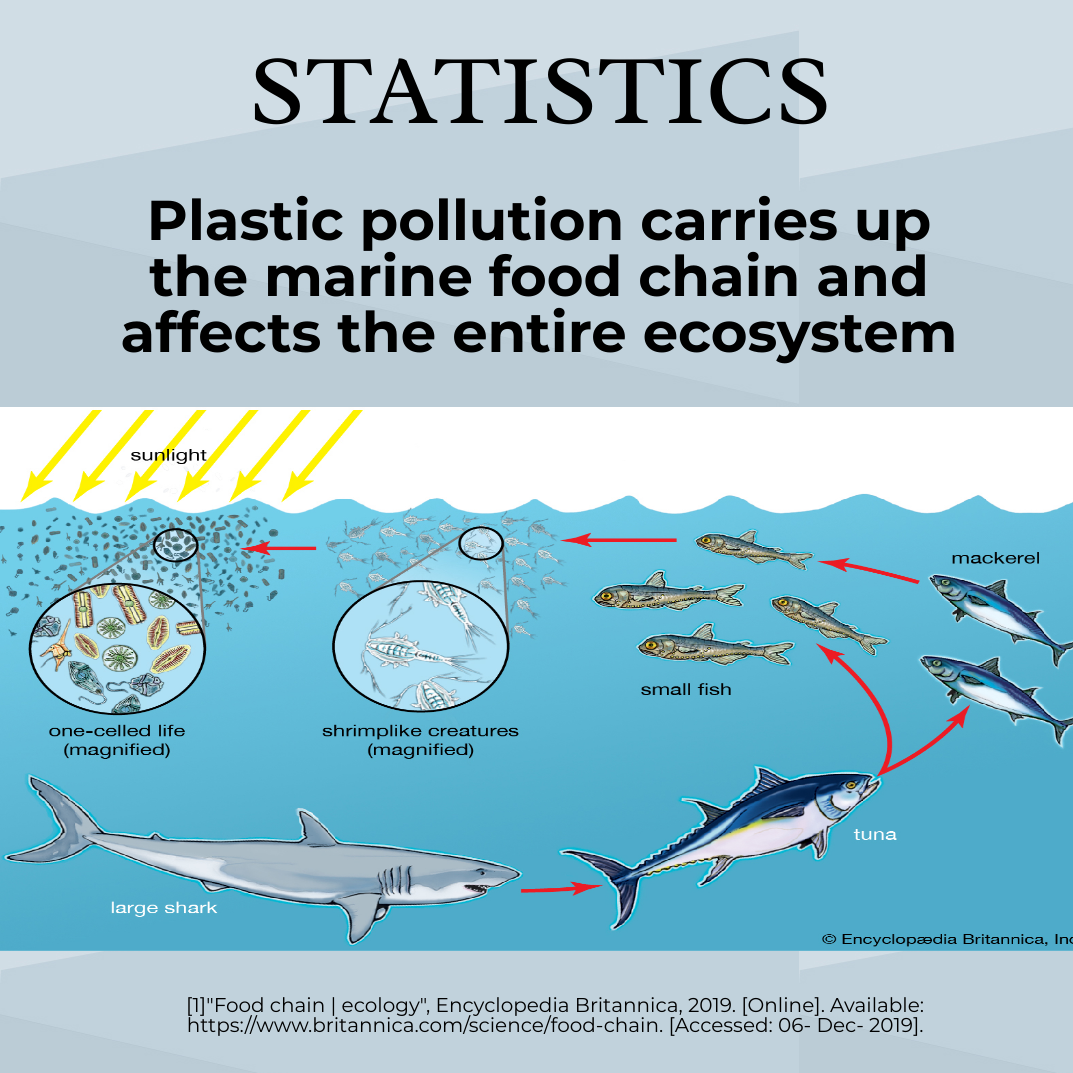 STATISTICS
Plastic pollution carries up
the marine food chain and
affects the entire ecosystem
sunlight
mackerel
small fish
one-celled life
(magnified)
shrimplike creatures
(magnified)
tuna
large shark
© Encyclopædia Britannica, Inc
[1]"Food chain | ecology", Encyclopedia Britannica, 2019. [Online]. Available:
https://www.britannica.com/science/food-chain. [Accessed: 06- Dec- 2019].